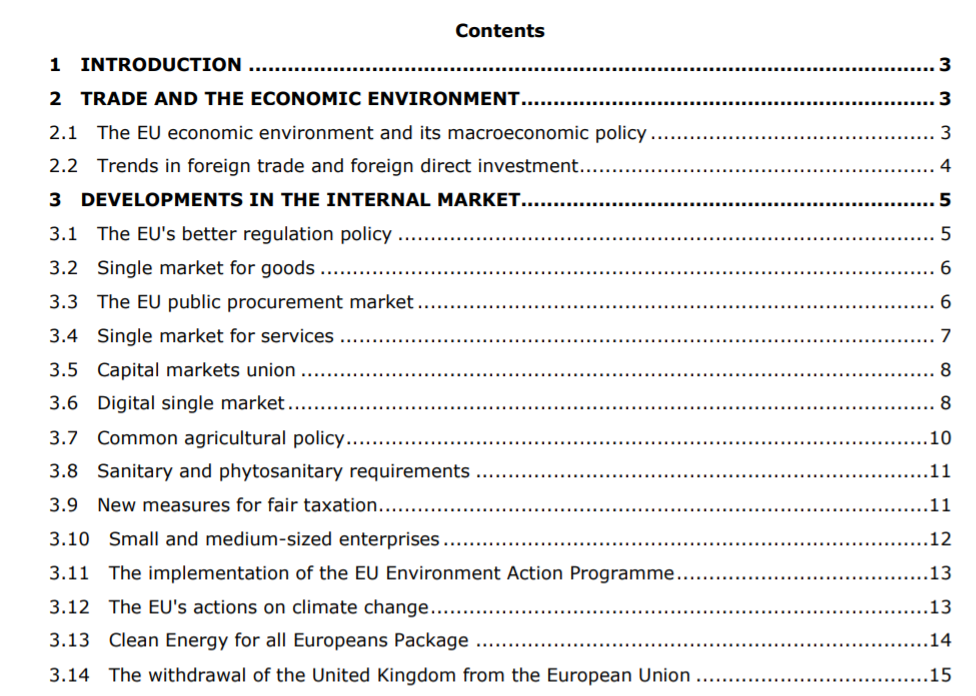 Contents
1 INTRODUCTION ........................................................................................................ 3
2 TRADE AND THE ECONOMIC ENVIRONMENT............................................................... 3
2.1 The EU economic environment and its macroeconomic policy ........................................... 3
2.2 Trends in foreign trade and foreign direct investment...................................................... 4
3 DEVELOPMENTS IN THE INTERNAL MARKET............................................................... 5
3.1 The EU's better regulation policy ................................................................................. 5
3.2 Single market for goods ............................................................................................. 6
3.3 The EU public procurement market .............................................................................. 6
3.4 Single market for services .......................................................................................... 7
3.5 Capital markets union ................................................................................................ 8
3.6 Digital single market .................................................................................................. 8
3.7 Common agricultural policy.........................................................................................10
3.8 Sanitary and phytosanitary requirements .....................................................................11
3.9 New measures for fair taxation....................................................................................11
3.10 Small and medium-sized enterprises ..........................................................................12
3.11 The implementation of the EU Environment Action Programme......................................13
3.12 The EU's actions on climate change............................................................................13
3.13 Clean Energy for all Europeans Package .....................................................................14
3.14 The withdrawal of the United Kingdom from the European Union ...................................15